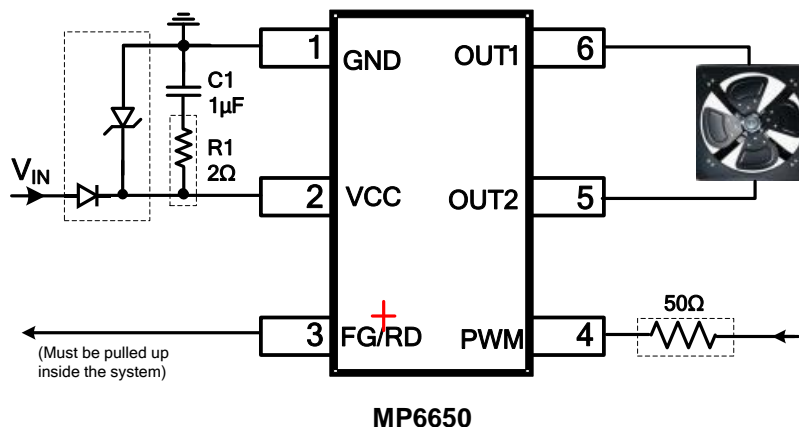 1
GND
OUT1
6
C1
1μF
R1
2Ω
VIN
2
VCC
OUT2
5
50Ω
3
FG/RD
PWM
4
(Must be pulled up
inside the system)
MP6650